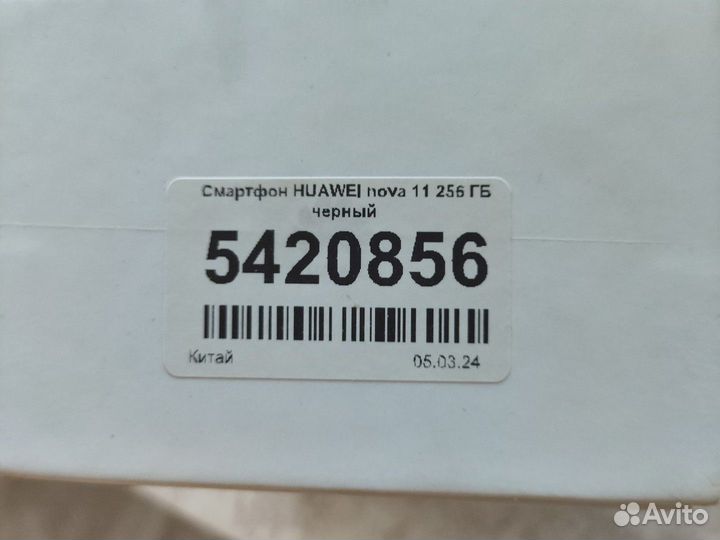 Смартфон HUAWEI nova 11 256 ГБ
черный
5420856
Китай 05.03.24
Avito